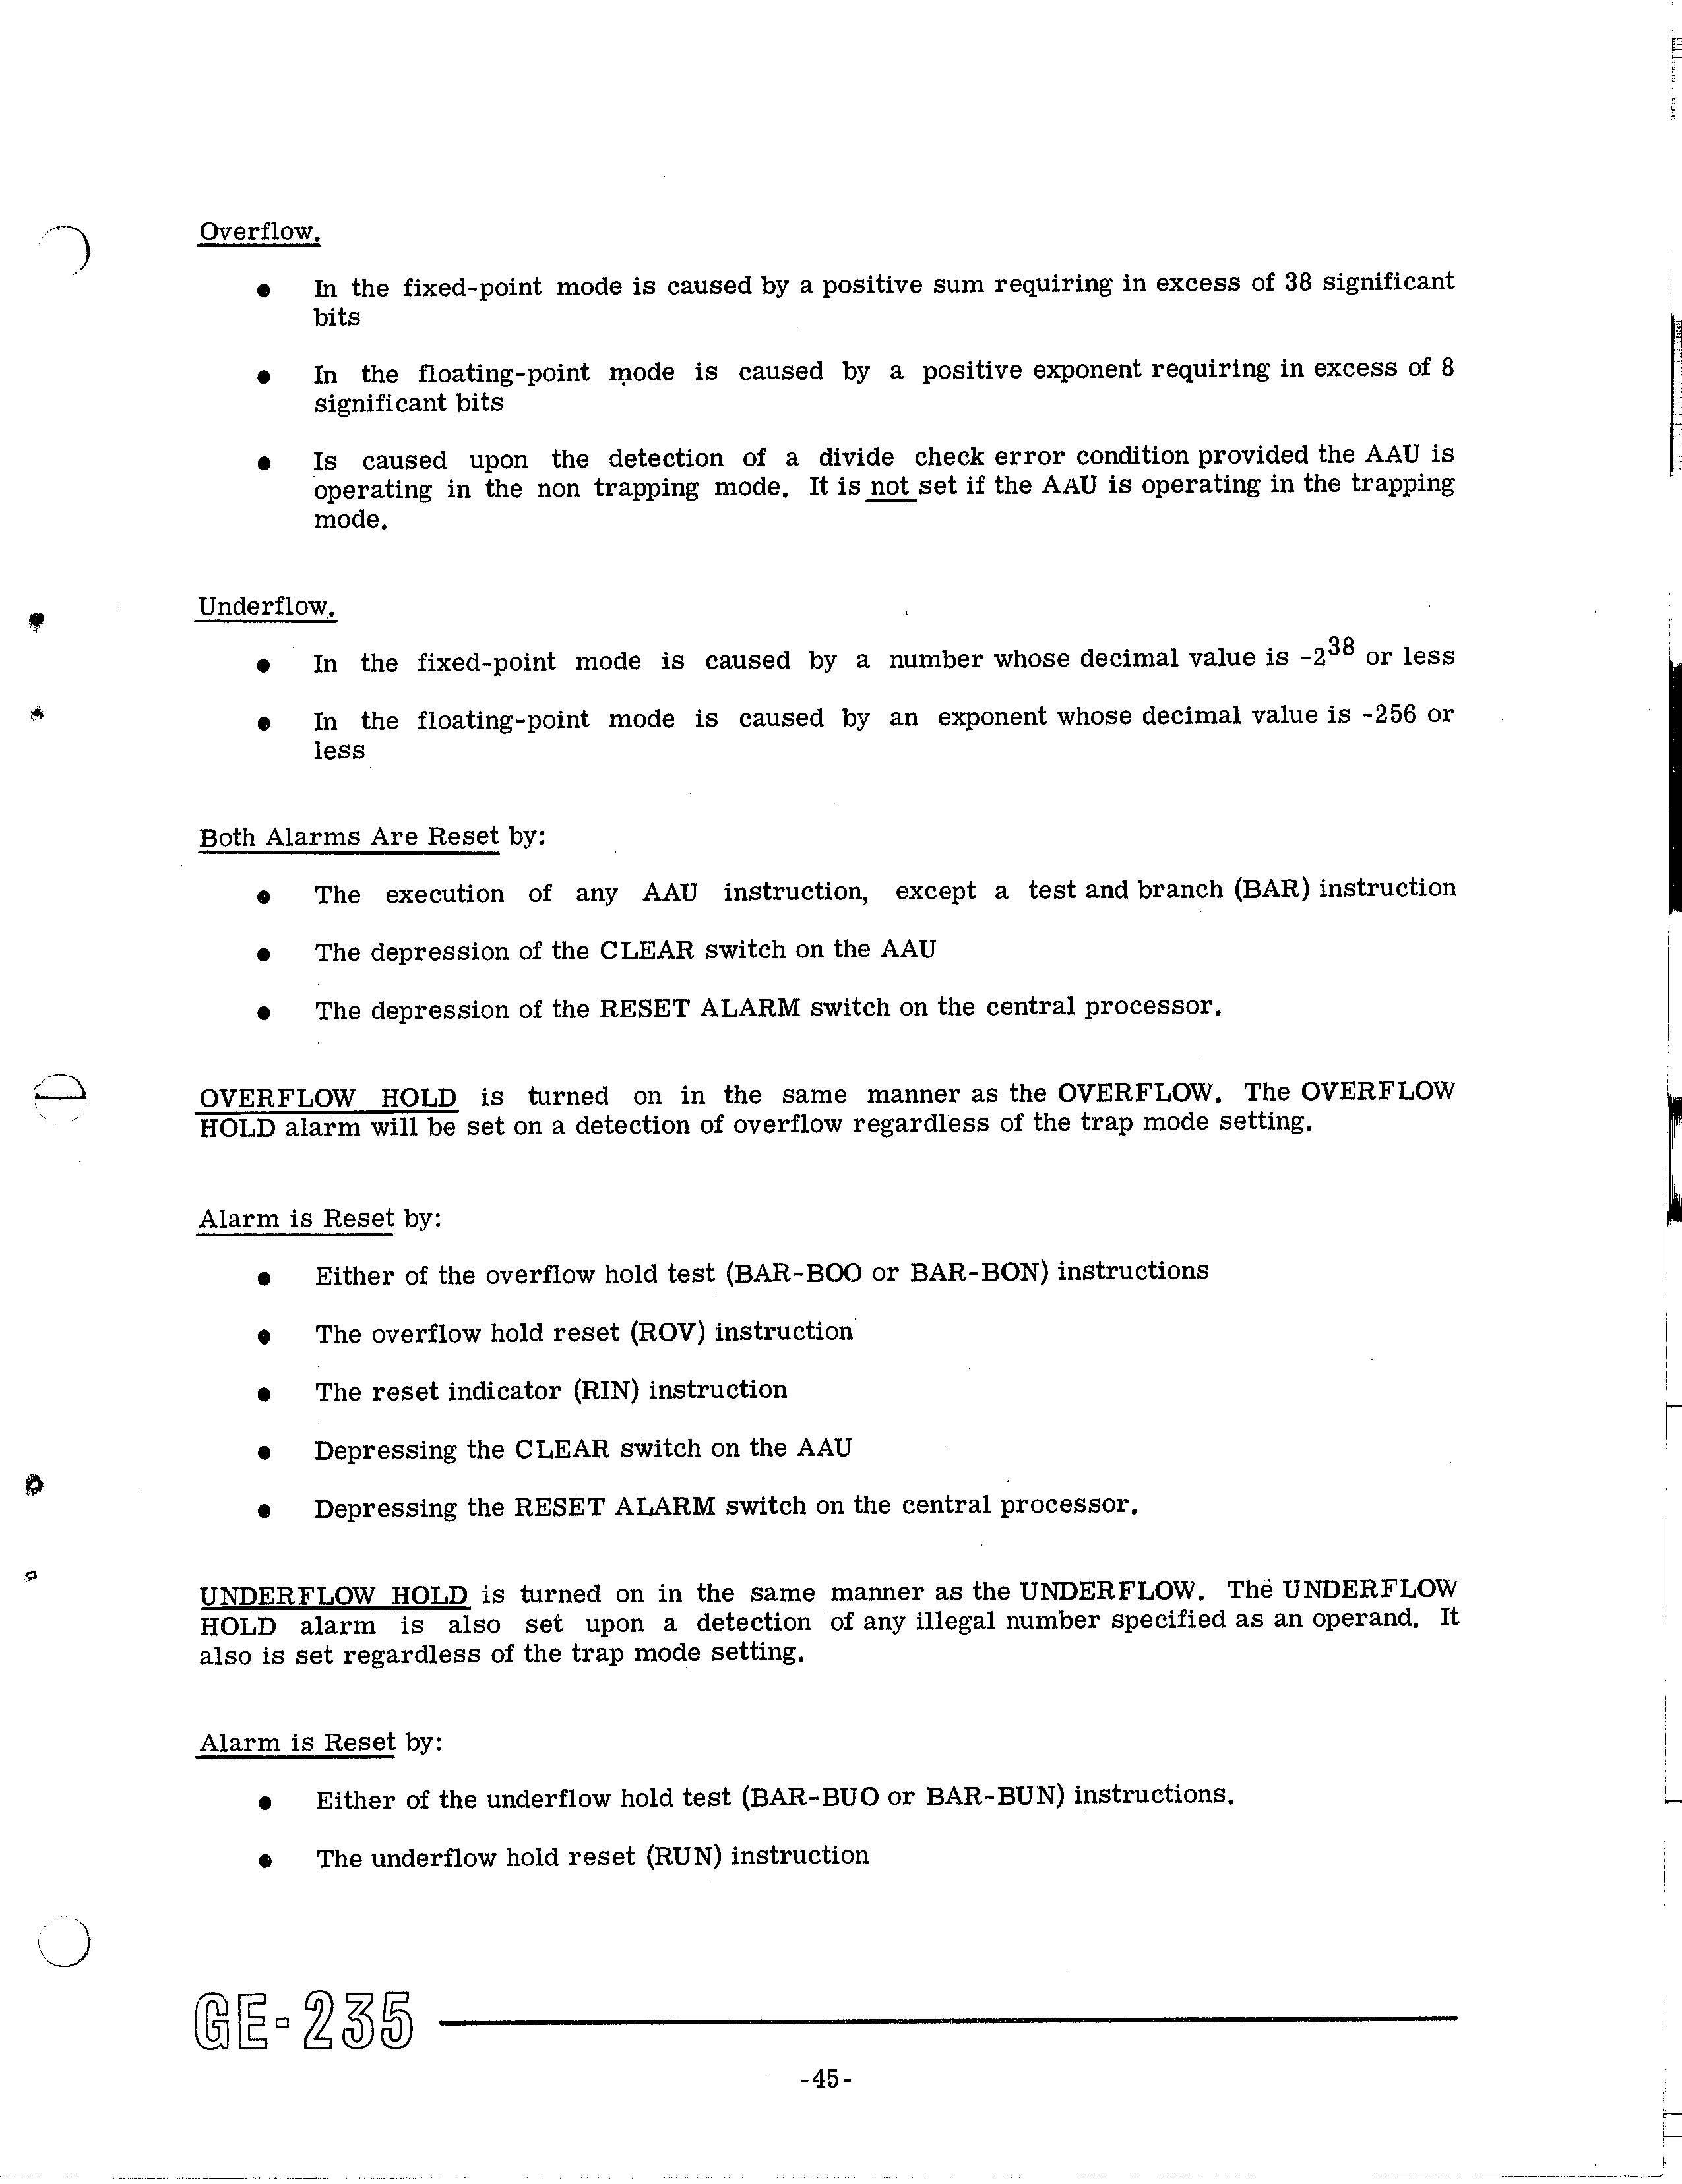 Overflow.
● In the fixed-point mode is caused by a positive sum requiring in excess of 38 significant
bits
● In the floating-point mode is caused by a positive exponent requiring in excess of 8
significant bits
● Is caused upon the detection of a divide check error condition provided the AAU is
operating in the non trapping mode. It is not set if the AAU is operating in the trapping
mode.
Underflow.
● In the fixed-point mode is caused by a number whose decimal value is -2³⁸ or less
● In the floating-point mode is caused by an exponent whose decimal value is -256 or
less
Both Alarms Are Reset by:
● The execution of any AAU instruction, except a test and branch (BAR) instruction
● The depression of the CLEAR switch on the AAU
● The depression of the RESET ALARM switch on the central processor.
OVERFLOW HOLD is turned on in the same manner as the OVERFLOW. The OVERFLOW
HOLD alarm will be set on a detection of overflow regardless of the trap mode setting.
Alarm is Reset by:
● Either of the overflow hold test (BAR-BOO or BAR-BON) instructions
● The overflow hold reset (ROV) instruction
● The reset indicator (RIN) instruction
● Depressing the CLEAR switch on the AAU
● Depressing the RESET ALARM switch on the central processor.
UNDERFLOW HOLD is turned on in the same manner as the UNDERFLOW. The UNDERFLOW
HOLD alarm is also set upon a detection of any illegal number specified as an operand. It
also is set regardless of the trap mode setting.
Alarm is Reset by:
● Either of the underflow hold test (BAR-BUO or BAR-BUN) instructions.
● The underflow hold reset (RUN) instruction
GE-235
-45-